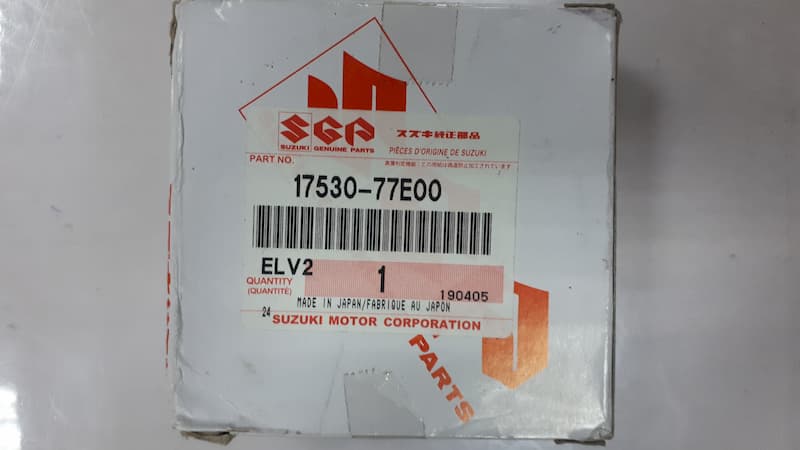 SGP
SUZUKI GENUINE PARTS
スズキ純正部品
PIÈCES D'ORIGINE DE SUZUKI
PART NO.
17530-77E00
ELV2
QUANTITY
(QUANTITÉ)
1
190405
MADE IN JAPAN/FABRIQUE AU JAPON
24
SUZUKI MOTOR CORPORATION
PARTS